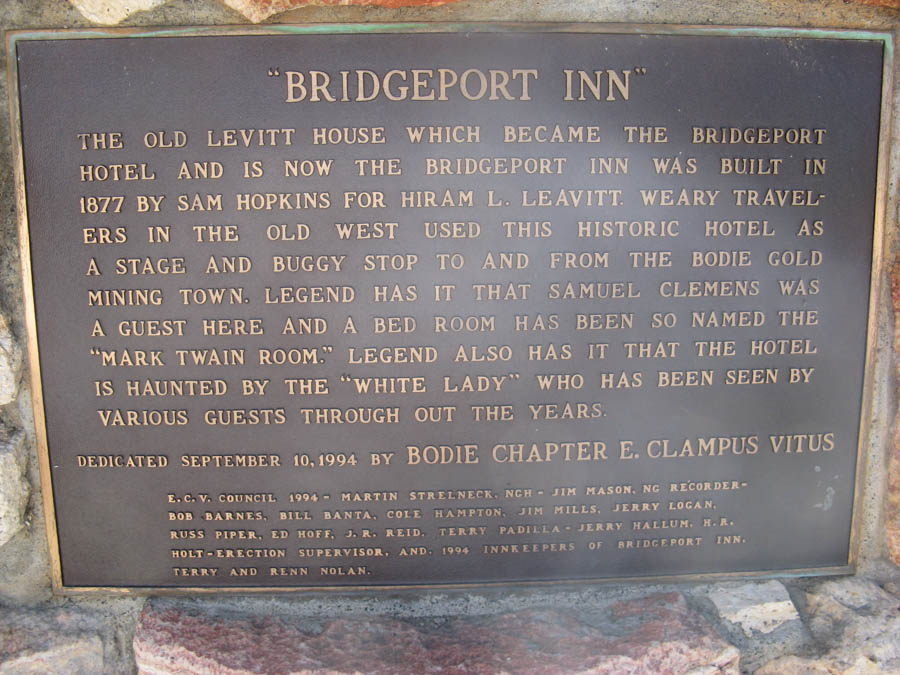 "BRIDGEPORT INN"
THE OLD LEVITT HOUSE WHICH BECAME THE BRIDGEPORT
HOTEL AND IS NOW THE BRIDGEPORT INN WAS BUILT IN
1877 BY SAM HOPKINS FOR HIRAM L. LEAVITT. WEARY TRAVEL-
ERS IN THE OLD WEST USED THIS HISTORIC HOTEL AS
A STAGE AND BUGGY STOP TO AND FROM THE BODIE GOLD
MINING TOWN. LEGEND HAS IT THAT SAMUEL CLEMENS WAS
A GUEST HERE AND A BED ROOM HAS BEEN SO NAMED THE
"MARK TWAIN ROOM." LEGEND ALSO HAS IT THAT THE HOTEL
IS HAUNTED BY THE "WHITE LADY" WHO HAS BEEN SEEN BY
VARIOUS GUESTS THROUGH OUT THE YEARS.
DEDICATED SEPTEMBER 10, 1994 BY BODIE CHAPTER E. CLAMPUS VITUS
E.C.V. COUNCIL 1994 - MARTIN STRELNECK, NGH - JIM MASON, NG RECORDER-
BOB BARNES, BILL BANTA, COLE HAMPTON, JIM MILLS, JERRY LOGAN,
RUSS PIPER, ED HOFF, J.R. REID, TERRY PADILLA - JERRY HALLUM, H.R.
HOLT - ERECTION SUPERVISOR, AND, 1994 INNKEEPERS OF BRIDGEPORT INN,
TERRY AND RENN NOLAN.